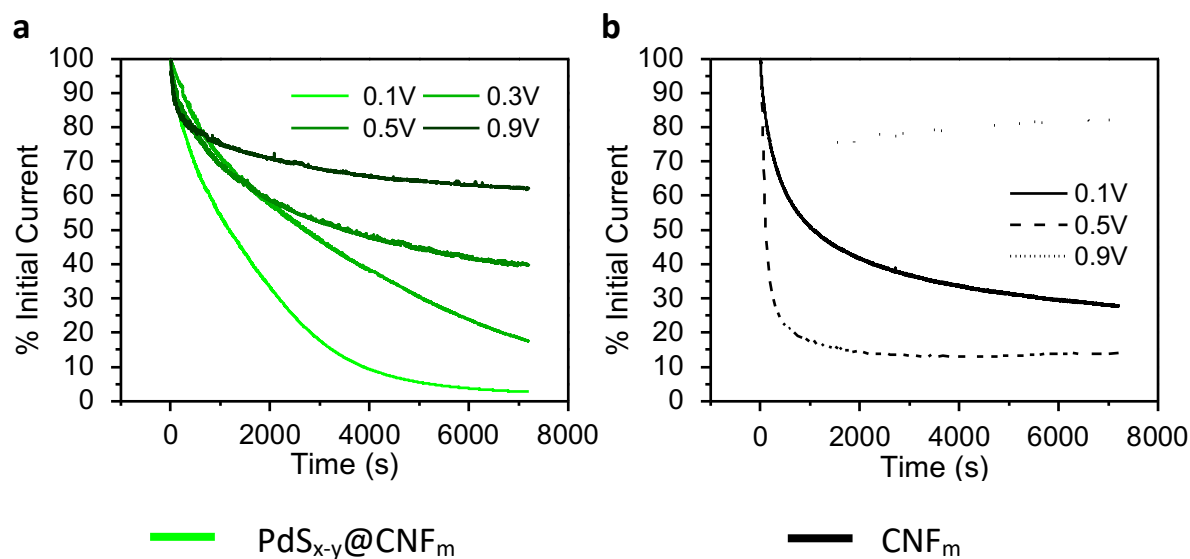 a
100
90
80
70
60
50
40
30
20
10
0
% Initial Current
0.1V 0.3V
0.5V 0.9V
0 2000 4000 6000 8000
Time (s)
b
100
90
80
70
60
50
40
30
20
10
0
% Initial Current
0.1V
0.5V
0.9V
0 2000 4000 6000 8000
Time (s)
PdSx-y@CNFm
CNFm